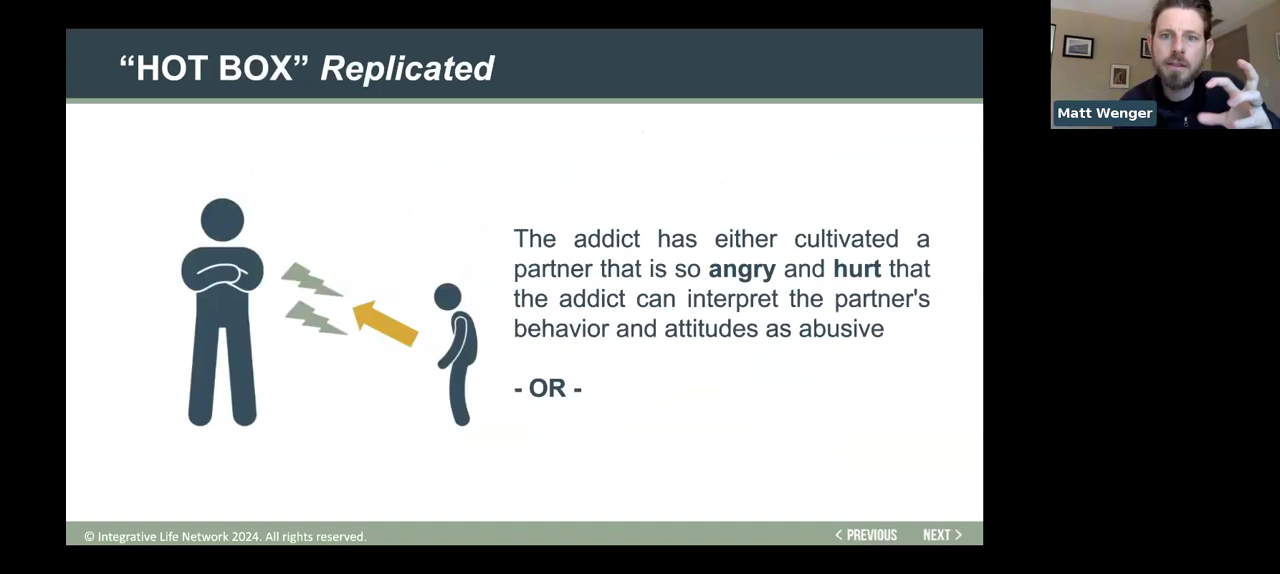 “HOT BOX” Replicated
Matt Wenger
The addict has either cultivated a
partner that is so angry and hurt that
the addict can interpret the partner's
behavior and attitudes as abusive
- OR -
© Integrative Life Network 2024. All rights reserved.
< PREVIOUS NEXT >